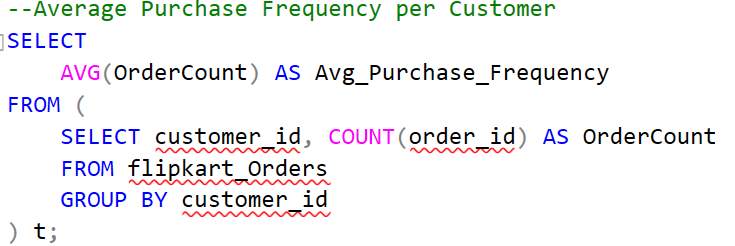 --Average Purchase Frequency per Customer
SELECT
    AVG(OrderCount) AS Avg_Purchase_Frequency
FROM (
    SELECT customer_id, COUNT(order_id) AS OrderCount
    FROM flipkart_Orders
    GROUP BY customer_id
) t;